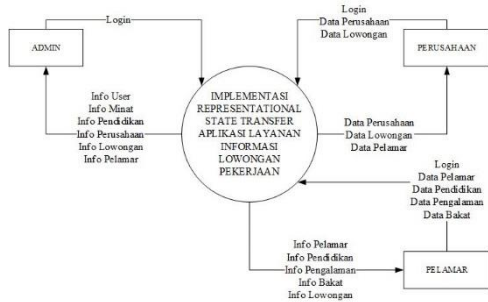 Login
ADMIN
Info User
Info Minat
Info Pendidikan
Info Perusahaan
Info Lowongan
Info Pelamar
IMPLEMENTASI
REPRESENTATIONAL
STATE TRANSFER
APLIKASI LAYANAN
INFORMASI
LOWONGAN
PEKERJAAN
Login
Data Perusahaan
Data Lowongan
PERUSAHAAN
Data Perusahaan
Data Lowongan
Data Pelamar
Login
Data Pelamar
Data Pendidikan
Data Pengalaman
Data Bakat
Info Pelamar
Info Pendidikan
Info Pengalaman
Info Bakat
Info Lowongan
PELAMAR